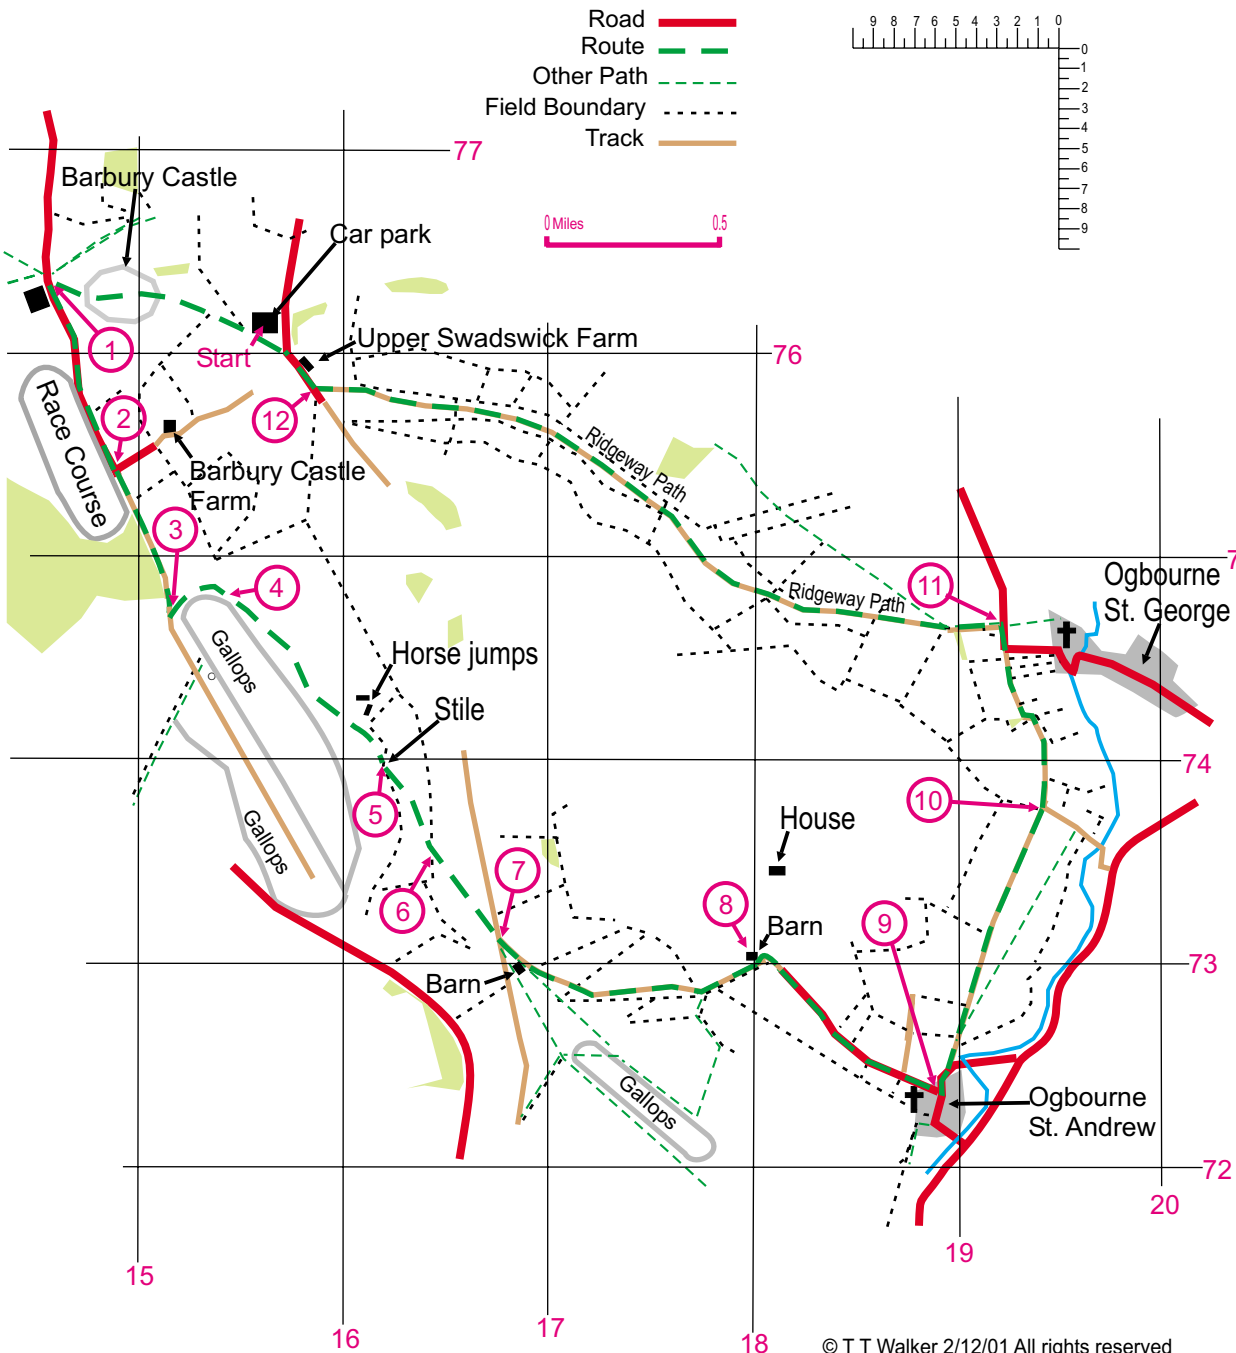 Road
Route
Other Path
Field Boundary
Track
9 8 7 6 5 4 3 2 1 0
0
1
2
3
4
5
6
7
8
9
0 Miles 0.5
77
Barbury Castle
Car park
Start
Upper Swadswick Farm
76
1
2
12
Race Course
Barbury Castle
Farm
Ridgeway Path
3
4
7
Ridgeway Path
11
Ogbourne
St. George
Gallops
Horse jumps
Stile
74
5
10
Gallops
House
6
7
8
Barn
9
Barn
73
Gallops
Ogbourne
St. Andrew
72
20
19
15
16
17
18
© T T Walker 2/12/01 All rights reserved